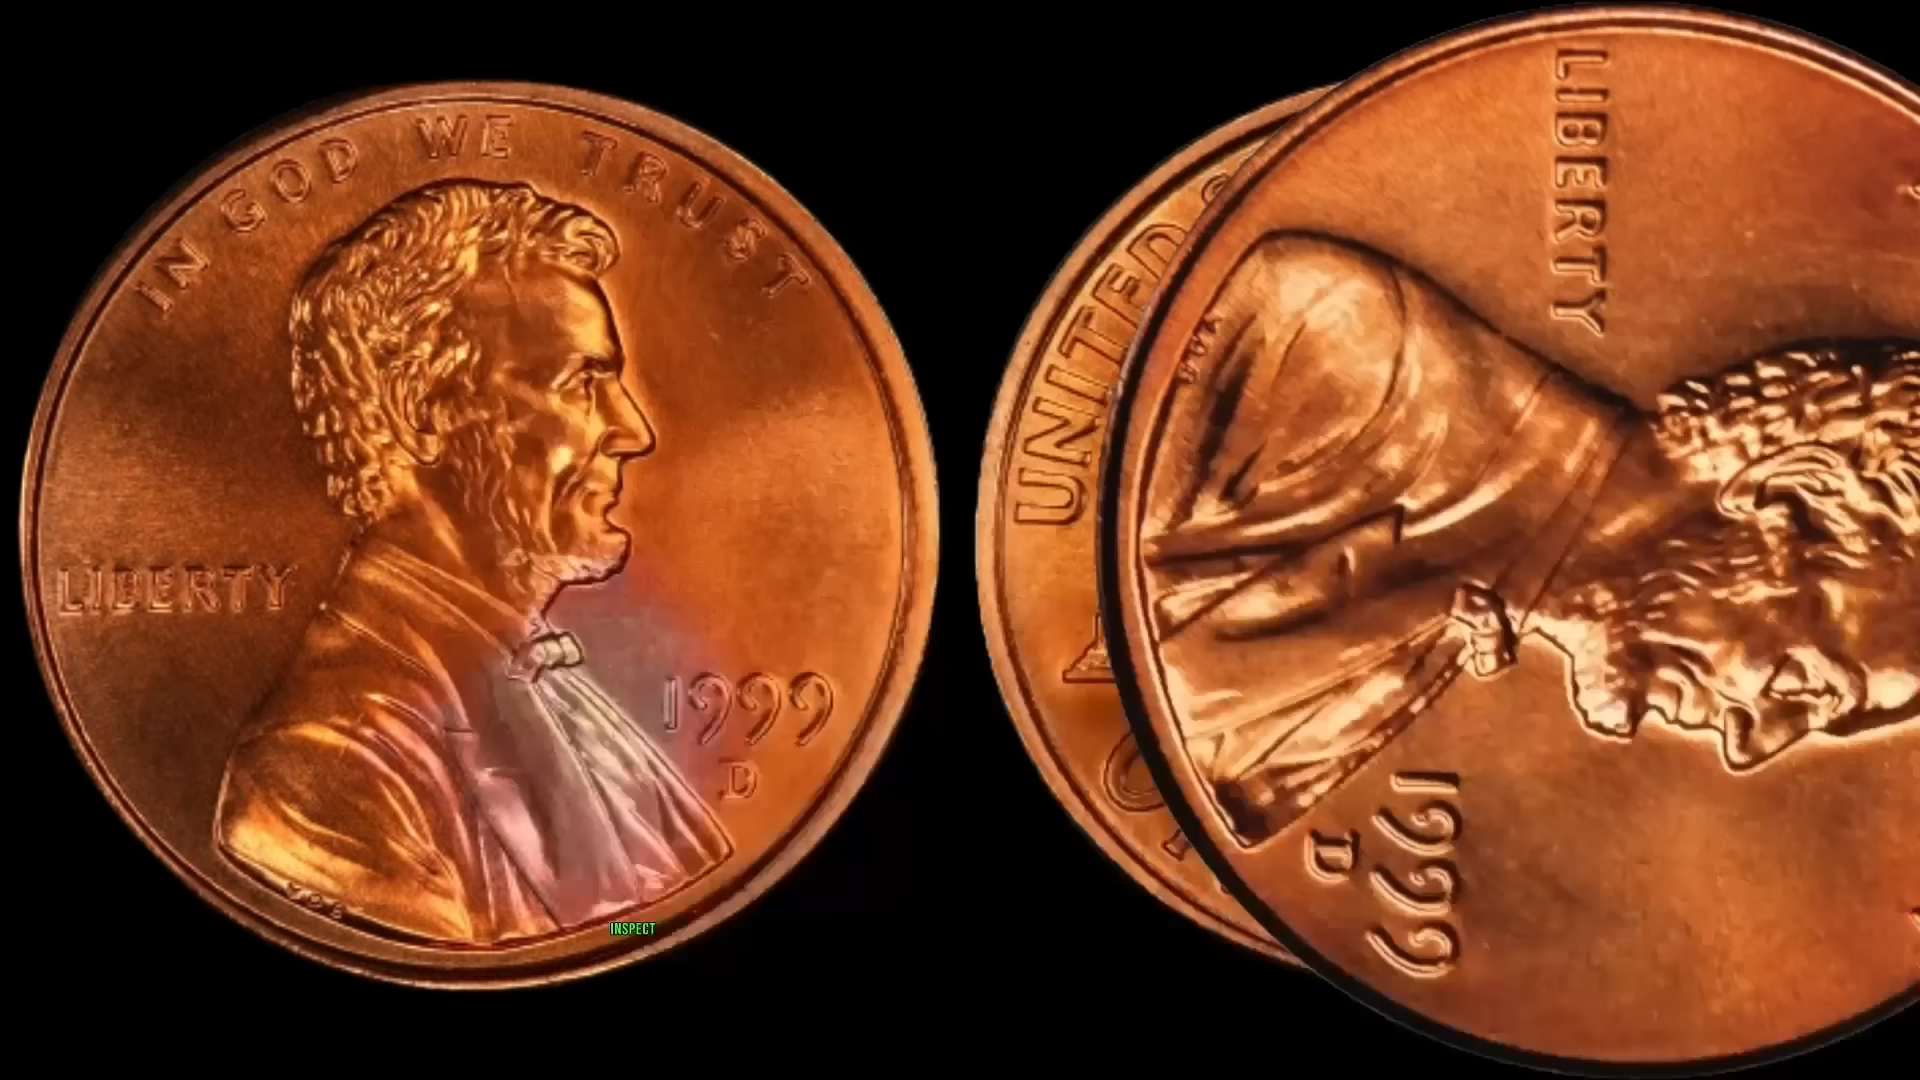 IN GOD WE TRUST
LIBERTY
1999
D
INSPECT
UNITED
LIBERTY
1999
D